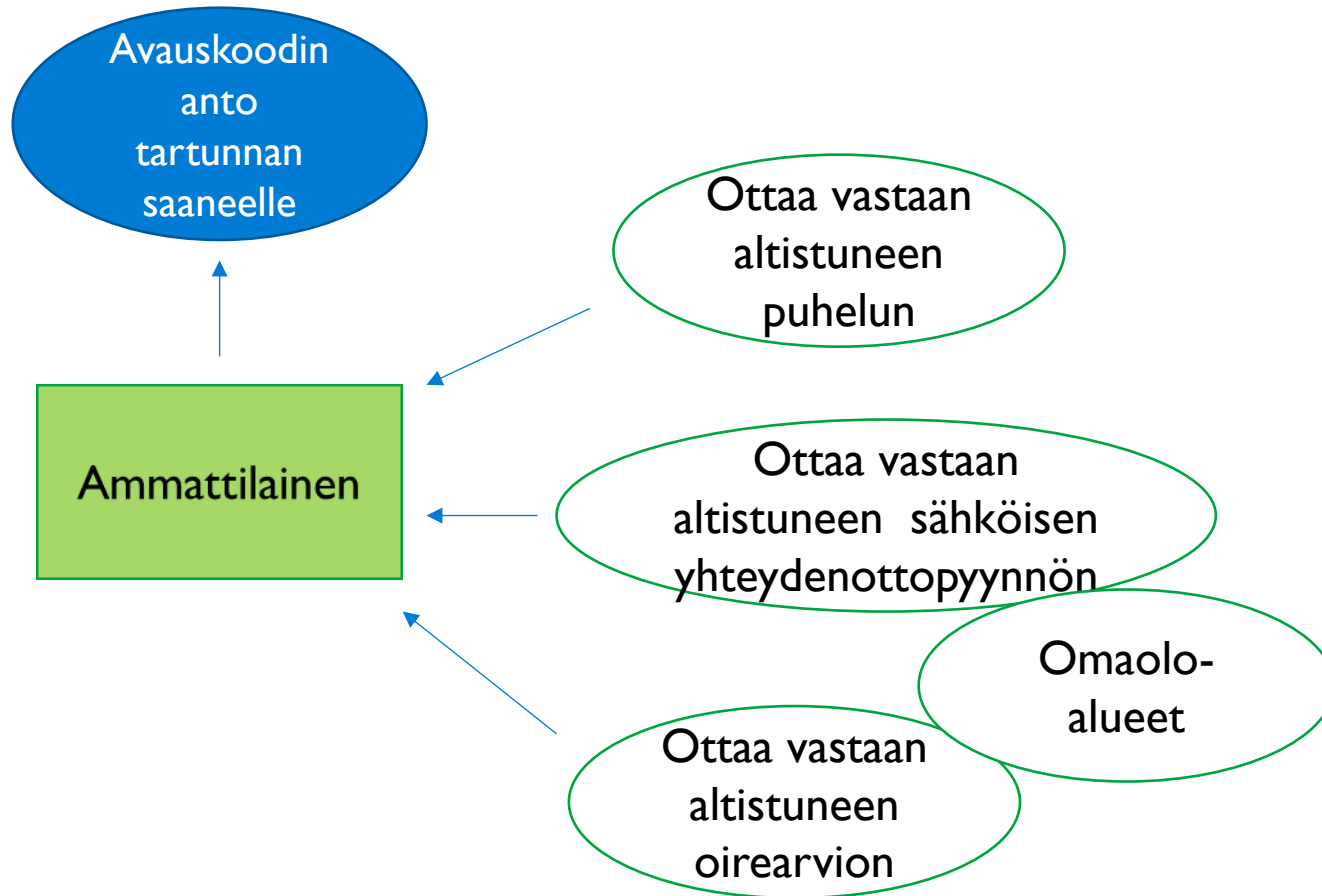 Avauskoodin
anto
tartunnan
saaneelle
Ottaa vastaan
altistuneen
puhelun
Ammattilainen
Ottaa vastaan
altistuneen sähköisen
yhteydenottopyynnön
Omaolo-
alueet
Ottaa vastaan
altistuneen
oirearvion